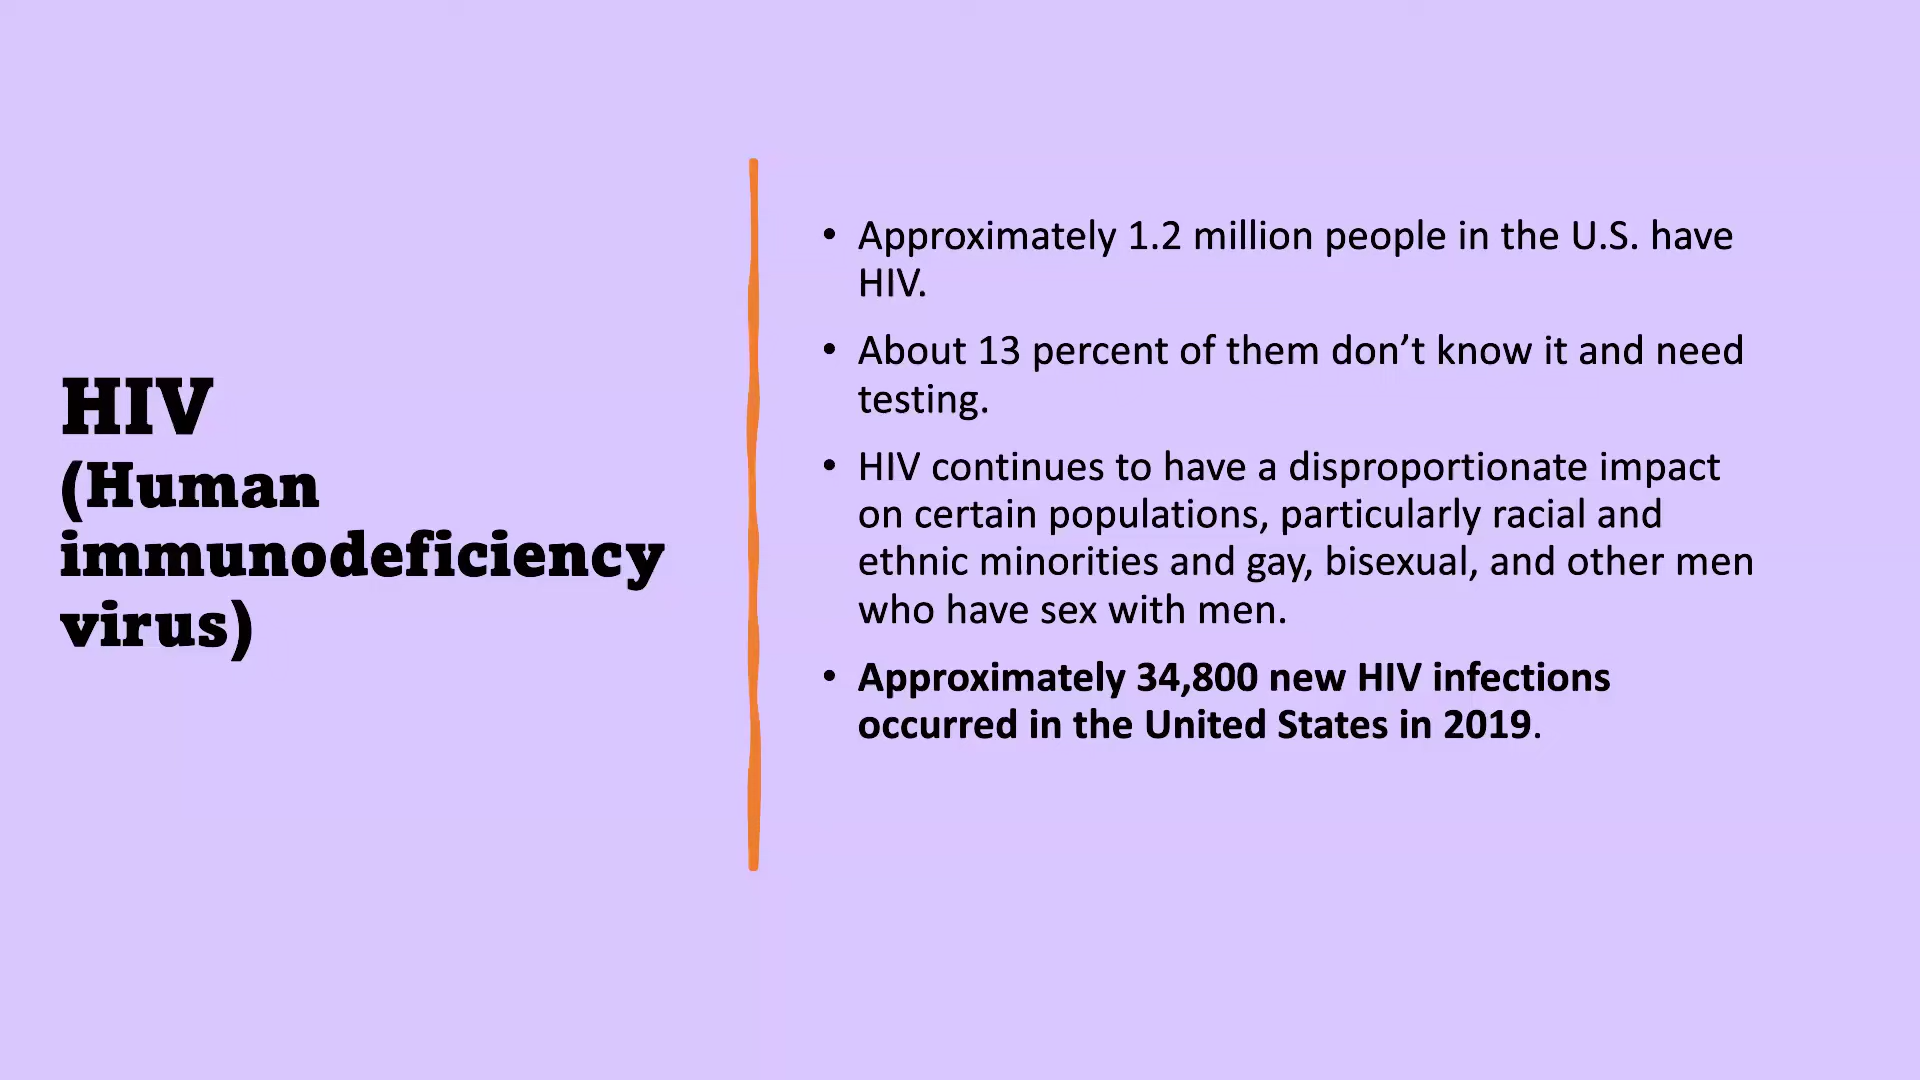 HIV
(Human
immunodeficiency
virus)
• Approximately 1.2 million people in the U.S. have
HIV.
• About 13 percent of them don’t know it and need
testing.
• HIV continues to have a disproportionate impact
on certain populations, particularly racial and
ethnic minorities and gay, bisexual, and other men
who have sex with men.
• Approximately 34,800 new HIV infections
occurred in the United States in 2019.